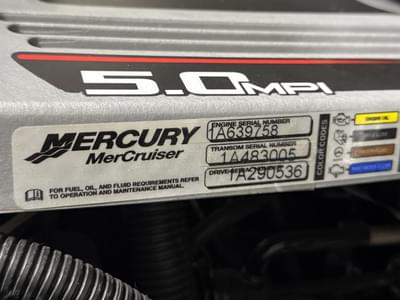 5.0MPI
MERCURY
MerCruiser
ENGINE SERIAL NUMBER
1A639758
TRANSOM SERIAL NUMBER
1A483005
1A290536
FOR FUEL, OIL, AND FLUID REQUIREMENTS REFER
TO OPERATION AND MAINTENANCE MANUAL.
COLOR CODES
ENGINE OIL